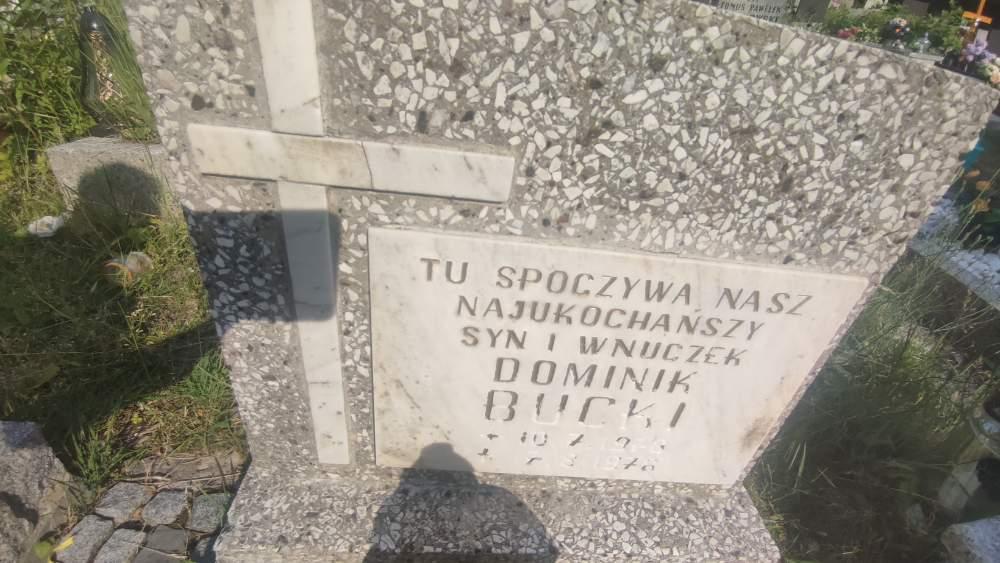 TU SPOCZYWA NASZ
NAJUKOCHAŃSZY
SYN I WNUCZEK
DOMINIK
BUCKI